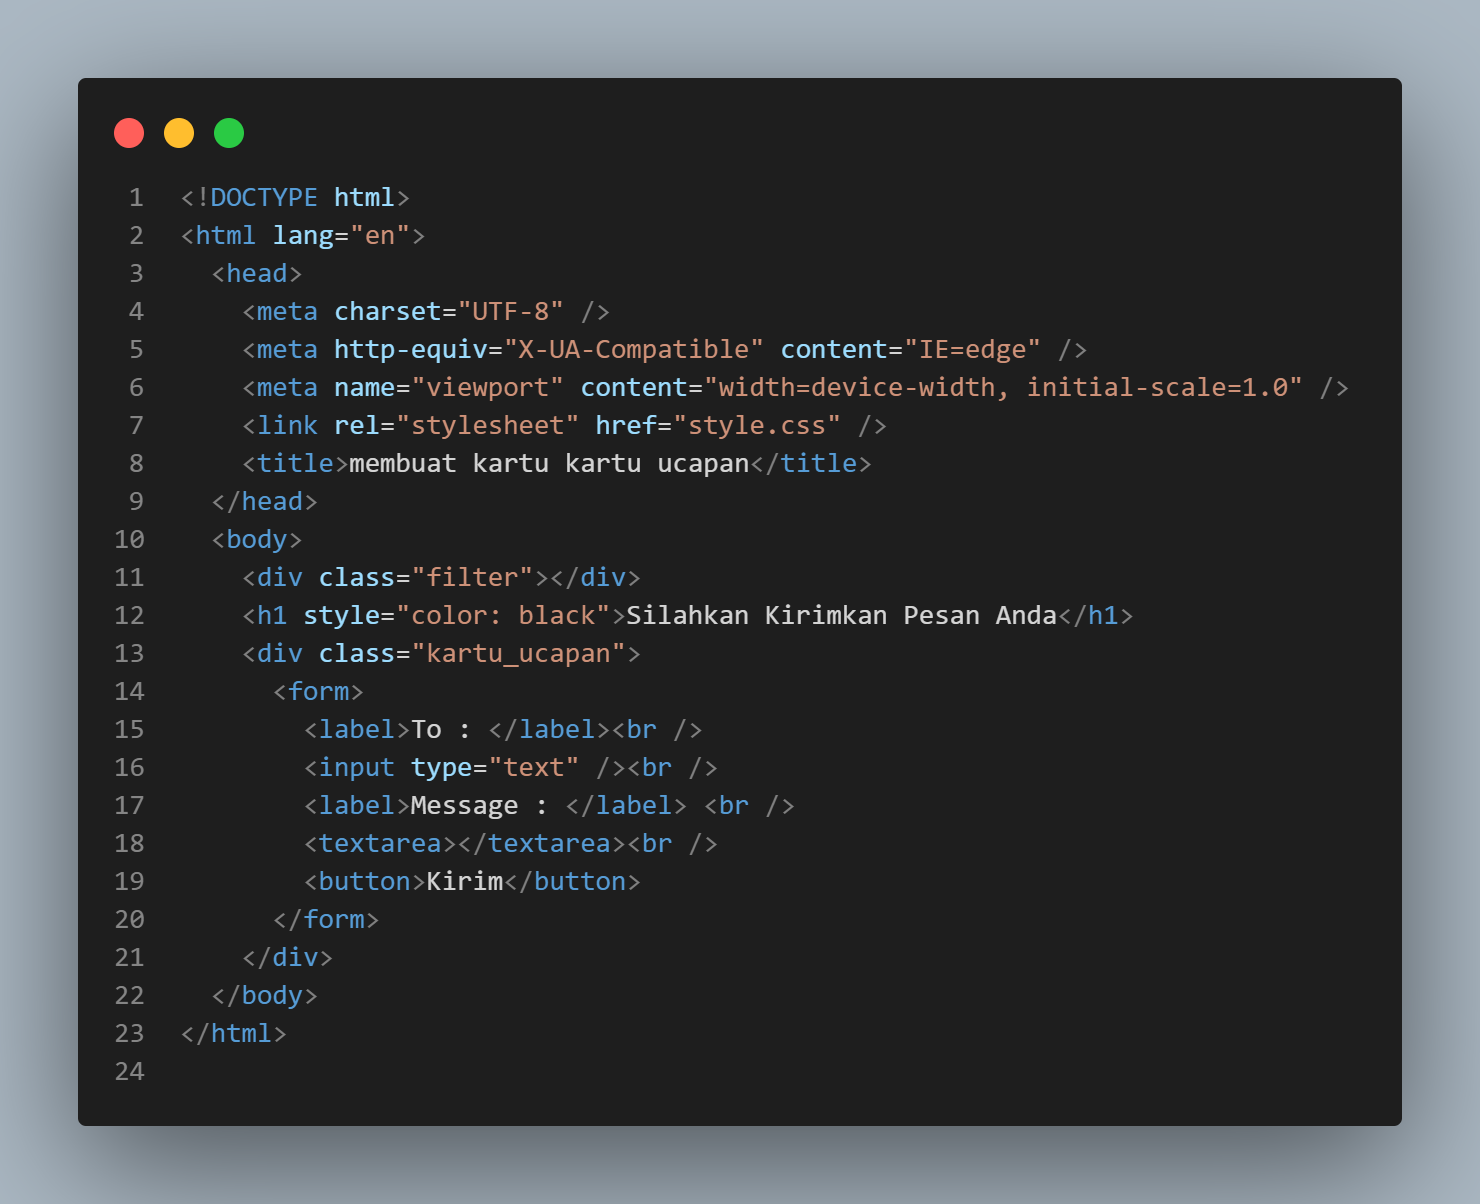 1 <!DOCTYPE html>
2 <html lang="en">
3   <head>
4     <meta charset="UTF-8" />
5     <meta http-equiv="X-UA-Compatible" content="IE=edge" />
6     <meta name="viewport" content="width=device-width, initial-scale=1.0" />
7     <link rel="stylesheet" href="style.css" />
8     <title>membuat kartu kartu ucapan</title>
9   </head>
10   <body>
11     <div class="filter"></div>
12     <h1 style="color: black">Silahkan Kirimkan Pesan Anda</h1>
13     <div class="kartu_ucapan">
14       <form>
15         <label>To : </label><br />
16         <input type="text" /><br />
17         <label>Message : </label> <br />
18         <textarea></textarea><br />
19         <button>Kirim</button>
20       </form>
21     </div>
22   </body>
23 </html>
24